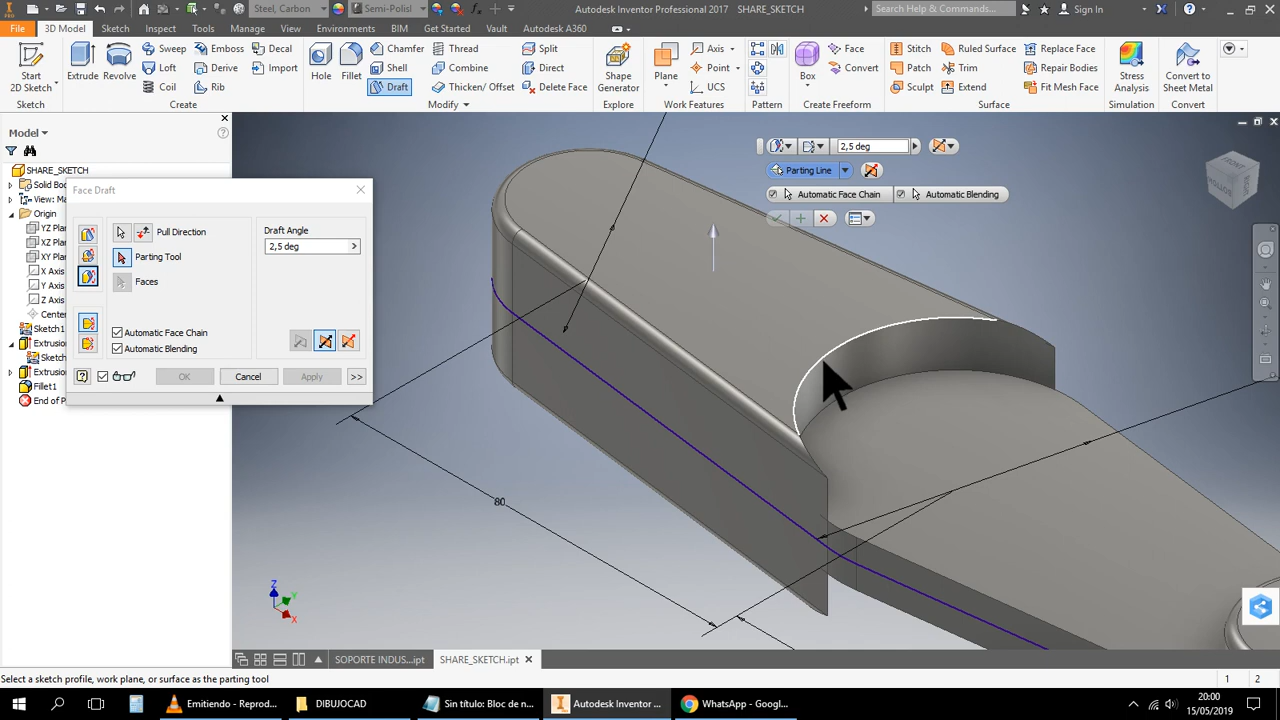 Steel, Carbon
Semi-Polisl
Autodesk Inventor Professional 2017 SHARE_SKETCH
Search Help & Commands...
Sign In
File 3D Model Sketch Inspect Tools Manage View Environments BIM Get Started Vault Autodesk A360
Start
2D Sketch
Extrude
Revolve
Sweep
Emboss
Decal
Loft
Derive
Import
Coil
Rib
Hole
Fillet
Chamfer
Thread
Split
Shell
Combine
Direct
Draft
Thicken/ Offset
Delete Face
Shape
Generator
Plane
Axis
Point
UCS
Box
Face
Convert
Stitch
Ruled Surface
Replace Face
Patch
Trim
Repair Bodies
Sculpt
Extend
Fit Mesh Face
Stress
Analysis
Convert to
Sheet Metal
Sketch
Create
Modify
Explore
Work Features
Pattern
Create Freeform
Surface
Simulation
Convert
Model
SHARE_SKETCH
Solid Bod
View: Ma
Origin
YZ Plan
XZ Plan
XY Plan
X Axis
Y Axis
Z Axis
Center
Sketch1
Extrusion
Sketch
Extrusion
Fillet1
End of P
Face Draft
Pull Direction
Parting Tool
Faces
Automatic Face Chain
Automatic Blending
Draft Angle
2,5 deg
OK
Cancel
Apply
>>
2,5 deg
Parting Line
Automatic Face Chain
Automatic Blending
FRONT
BOTTOM
80
Z
Y
X
SOPORTE INDUS...ipt
SHARE_SKETCH.ipt
Select a sketch profile, work plane, or surface as the parting tool
1
2
Emitiendo - Reprod...
DIBUJOCAD
Sin título: Bloc de n...
Autodesk Inventor ...
WhatsApp - Googl...
20:00
15/05/2019